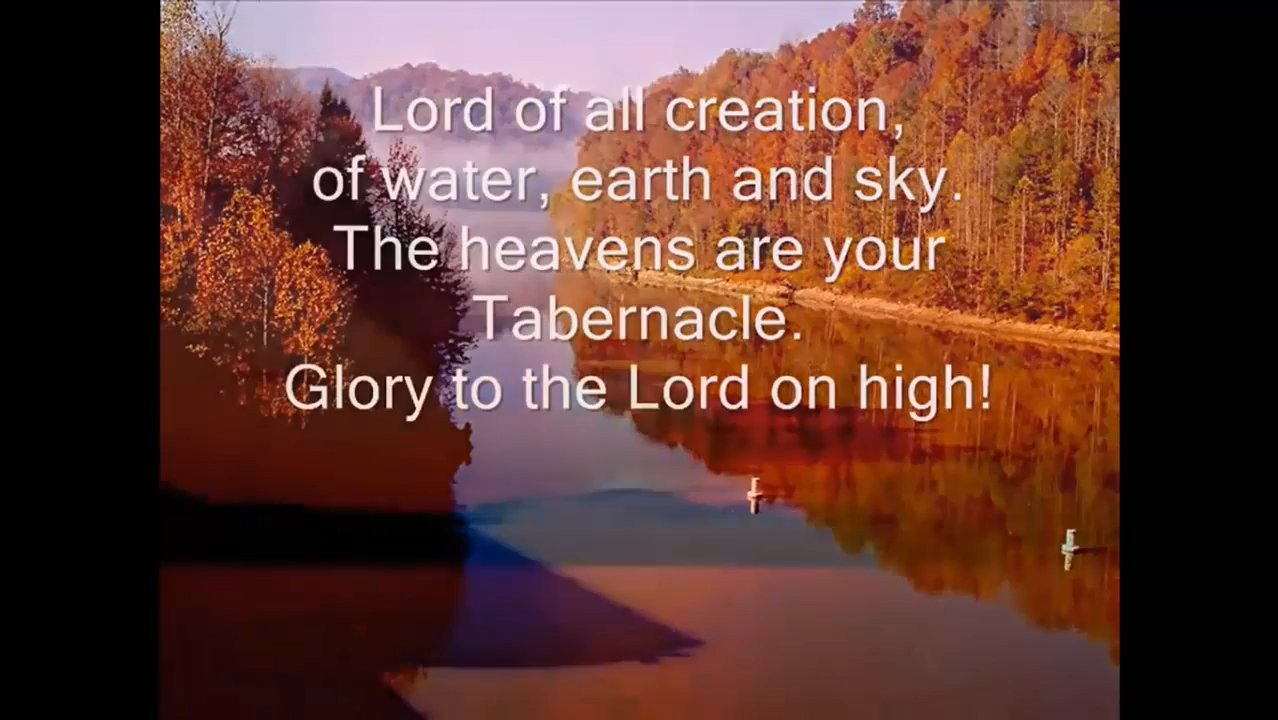 Lord of all creation,
of water, earth and sky.
The heavens are your
Tabernacle.
Glory to the Lord on high!